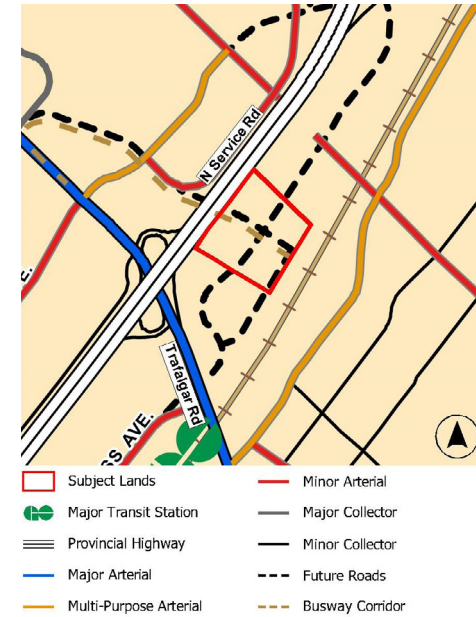 N Service Rd
E.
Trafalgar Rd
SS AVE.
Subject Lands
Minor Arterial
Major Transit Station
Major Collector
Provincial Highway
Minor Collector
Major Arterial
Future Roads
Multi-Purpose Arterial
Busway Corridor